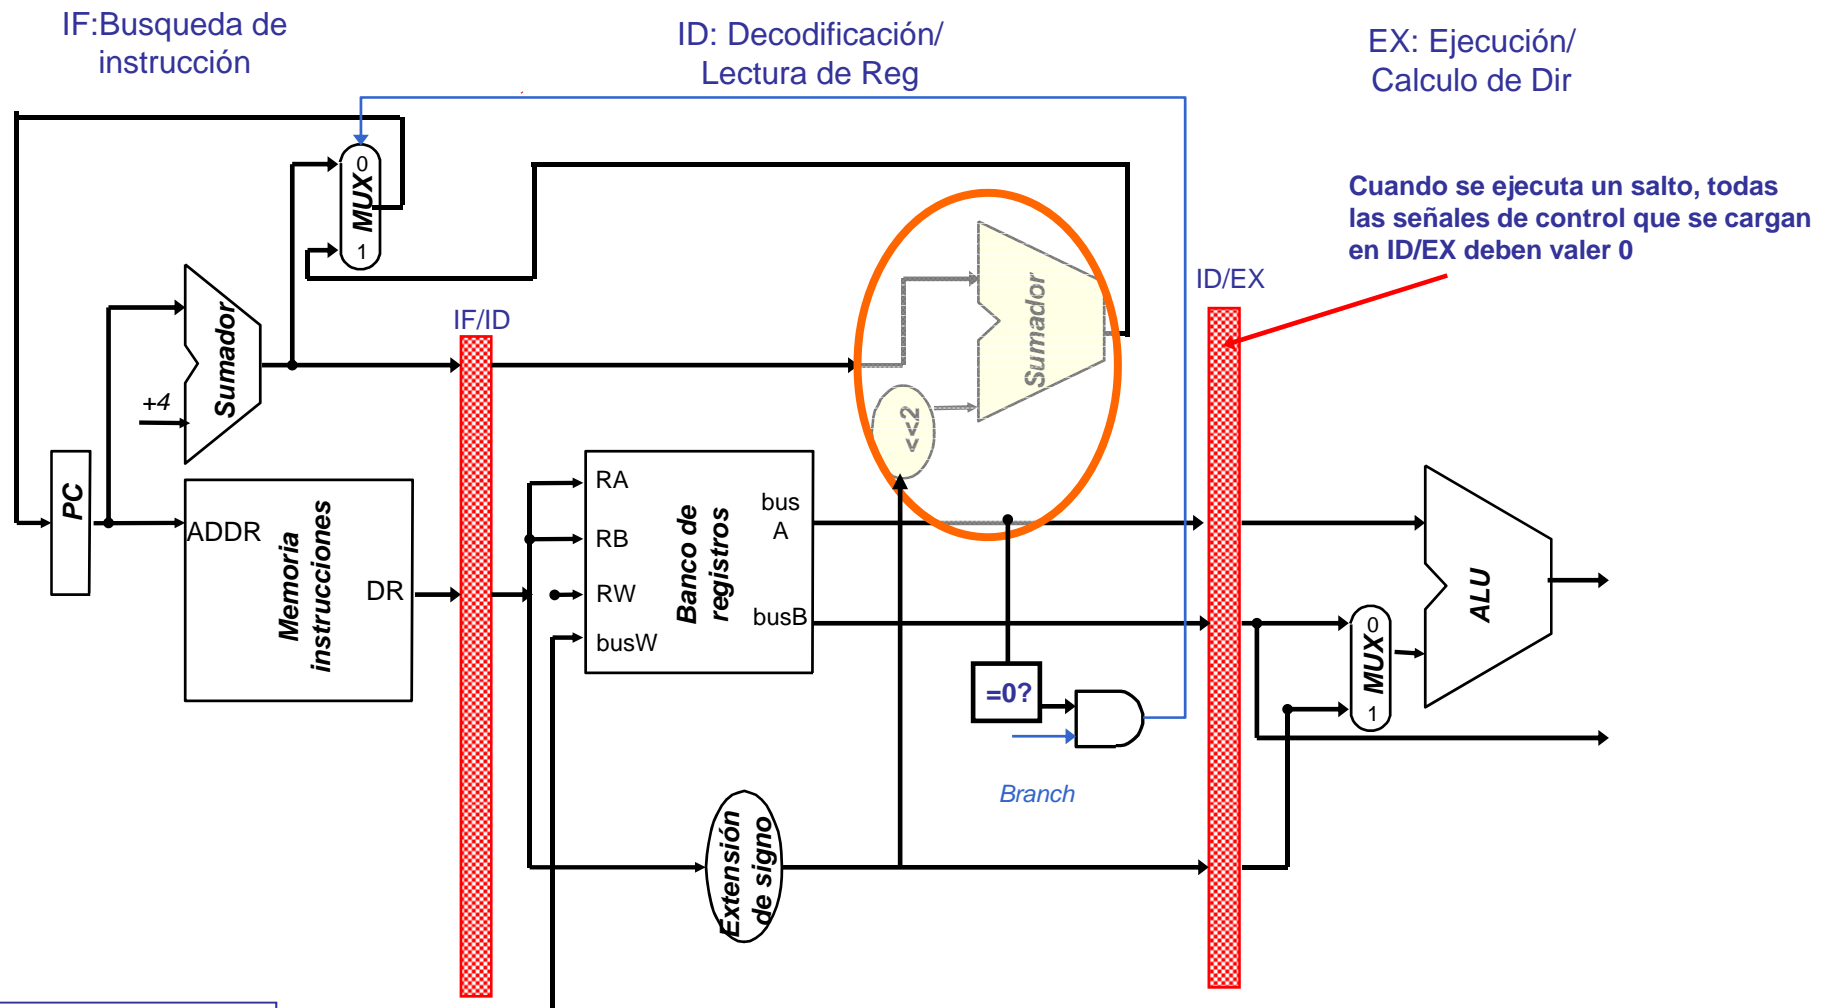 IF:Busqueda de
instrucción
ID: Decodificación/
Lectura de Reg
EX: Ejecución/
Calculo de Dir
Cuando se ejecuta un salto, todas
las señales de control que se cargan
en ID/EX deben valer 0
0
MUX
1
Sumador
+4
IF/ID
Sumador
<<2
ID/EX
PC
ADDR
Memoria
instrucciones
DR
RA
RB
RW
busW
Banco de
registros
bus
A
busB
=0?
Branch
Extensión
de signo
0
MUX
1
ALU